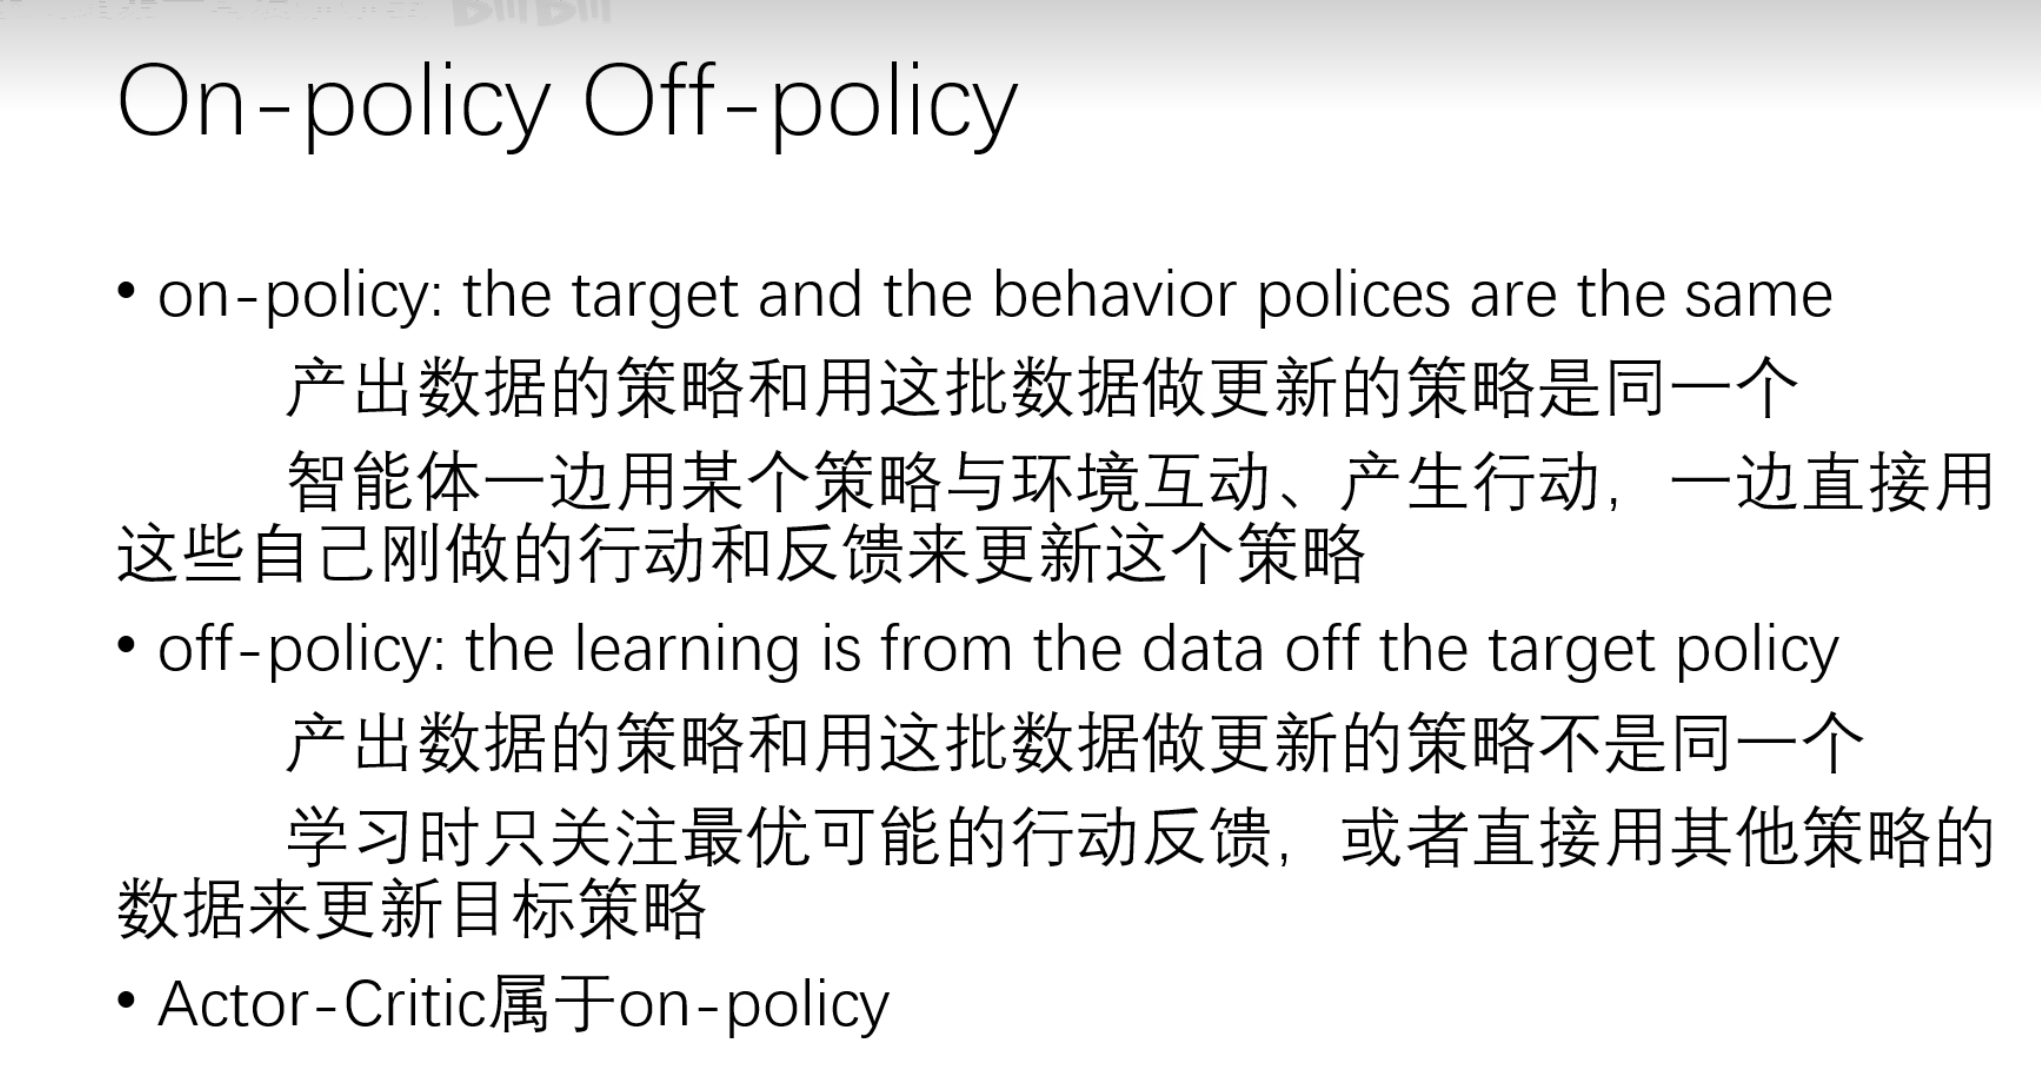 On-policy Off-policy
• on-policy: the target and the behavior polices are the same
产出数据的策略和用这批数据做更新的策略是同一个
智能体一边用某个策略与环境互动、产生行动，一边直接用
这些自己刚做的行动和反馈来更新这个策略
• off-policy: the learning is from the data off the target policy
产出数据的策略和用这批数据做更新的策略不是同一个
学习时只关注最优可能的行动反馈，或者直接用其他策略的
数据来更新目标策略
• Actor-Critic属于on-policy